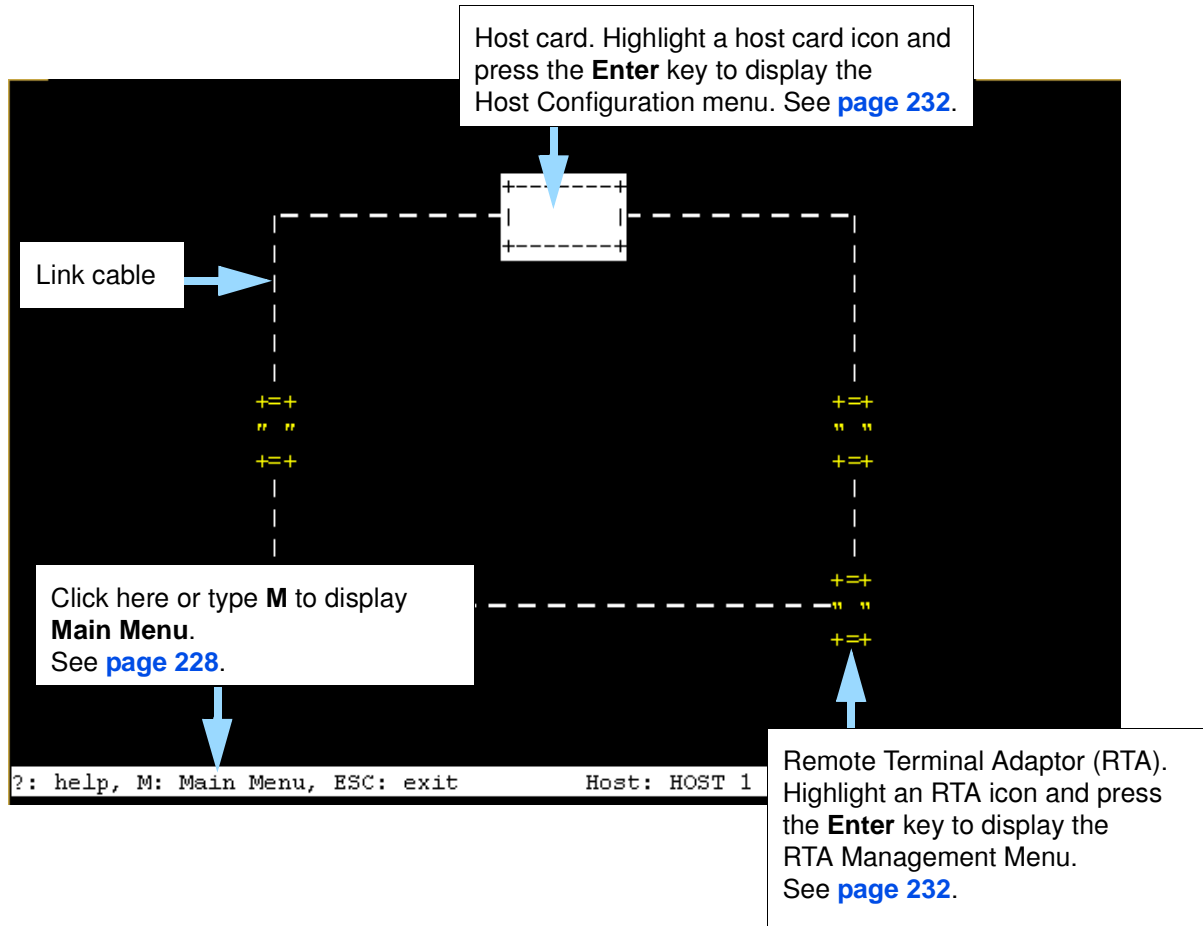 Host card. Highlight a host card icon and
press the Enter key to display the
Host Configuration menu. See page 232.
+------+
|      |
+------+
Link cable
+=+
" "
+=+
+=+
" "
+=+
Click here or type M to display
Main Menu.
See page 228.
+=+
" "
+=+
?: help, M: Main Menu, ESC: exit Host: HOST 1
Remote Terminal Adaptor (RTA).
Highlight an RTA icon and press
the Enter key to display the
RTA Management Menu.
See page 232.